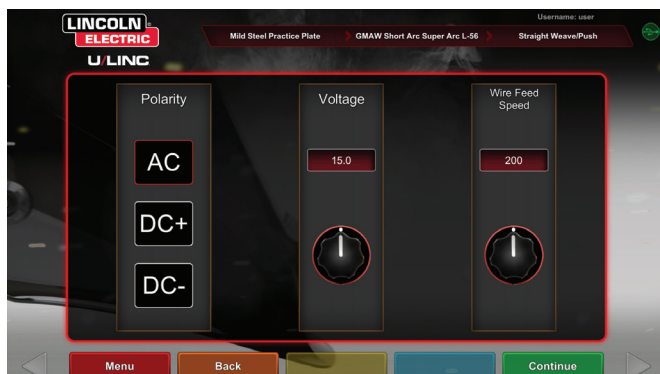 Username: user
LINCOLN ®
ELECTRIC
U/LINC
Mild Steel Practice Plate
GMAW Short Arc Super Arc L-56
Straight Weave/Push
Polarity
AC
DC+
DC-
Voltage
15.0
Wire Feed
Speed
200
Menu
Back
Continue